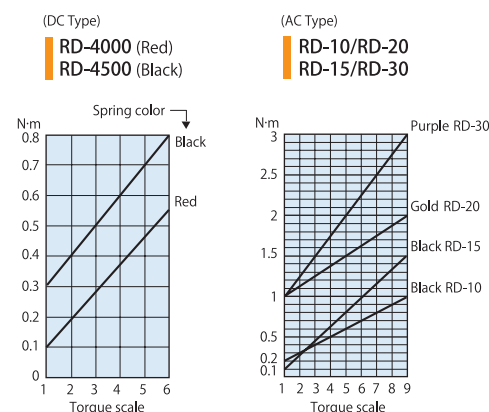 (DC Type)
RD-4000 (Red)
RD-4500 (Black)
Spring color
N·m
0.8
0.7
0.6
0.5
0.4
0.3
0.2
0.1
0
Black
Red
1 2 3 4 5 6
Torque scale
(AC Type)
RD-10/RD-20
RD-15/RD-30
N·m
3
2.5
2
1.5
1
0.5
0.2
0.1
Purple RD-30
Gold RD-20
Black RD-15
Black RD-10
1 2 3 4 5 6 7 8 9
Torque scale